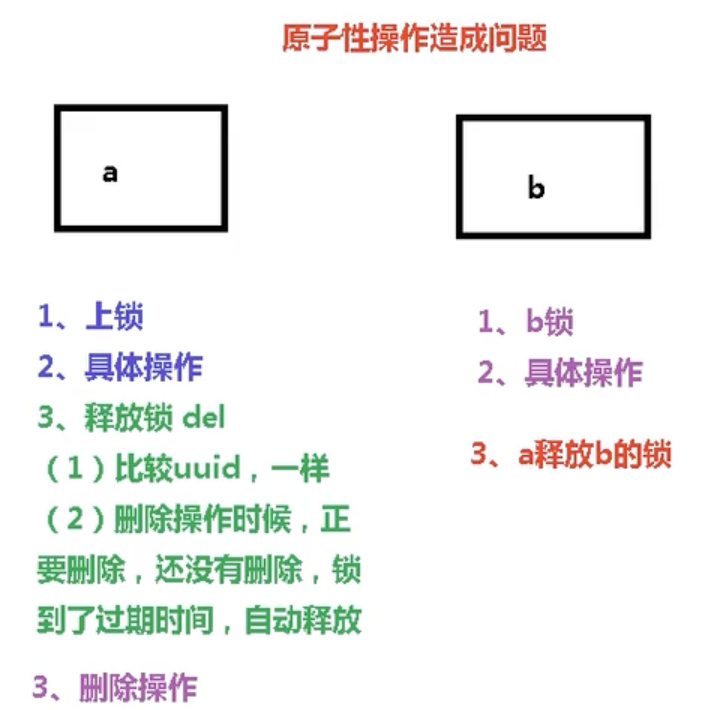 原子性操作造成问题
a
b
1、上锁
2、具体操作
3、释放锁 del
（1）比较uuid，一样
（2）删除操作时候，正
要删除，还没有删除，锁
到了过期时间，自动释放
3、删除操作
1、b锁
2、具体操作
3、a释放b的锁